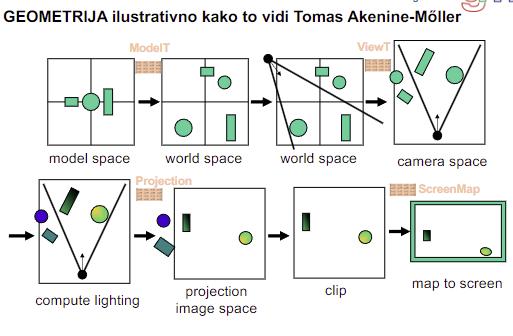 GEOMETRIJA ilustrativno kako to vidi Tomas Akenine-Mőller
ModelT
ViewT
model space
world space
world space
camera space
Projection
ScreenMap
compute lighting
projection
image space
clip
map to screen